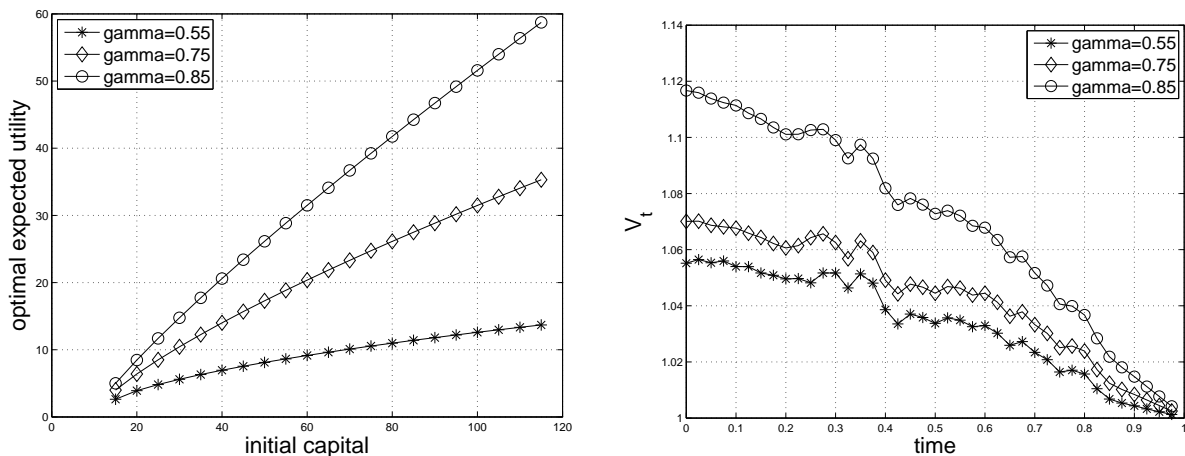 60
50
40
30
20
10
0
optimal expected utility
gamma=0.55
gamma=0.75
gamma=0.85
0 20 40 60 80 100 120
initial capital
1.14
1.12
1.1
1.08
1.06
1.04
1.02
1
V_t
gamma=0.55
gamma=0.75
gamma=0.85
0 0.1 0.2 0.3 0.4 0.5 0.6 0.7 0.8 0.9 1
time